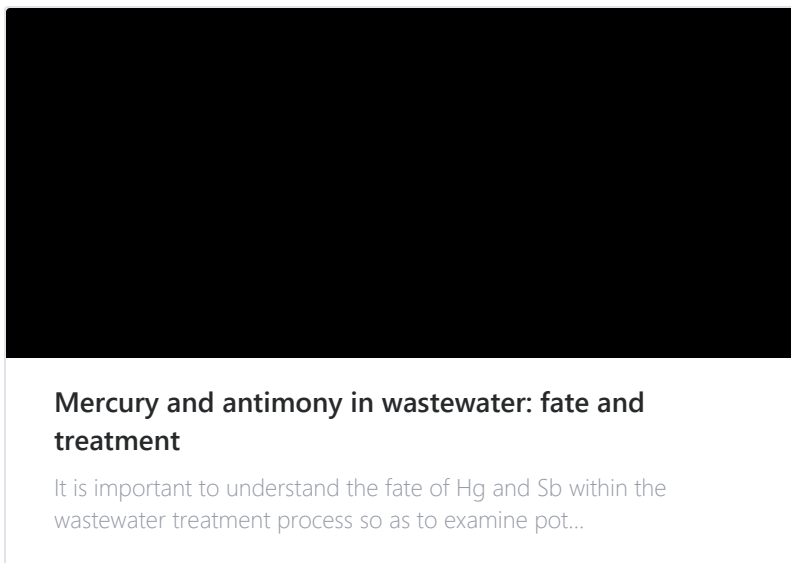 Mercury and antimony in wastewater: fate and
treatment
It is important to understand the fate of Hg and Sb within the
wastewater treatment process so as to examine pot...